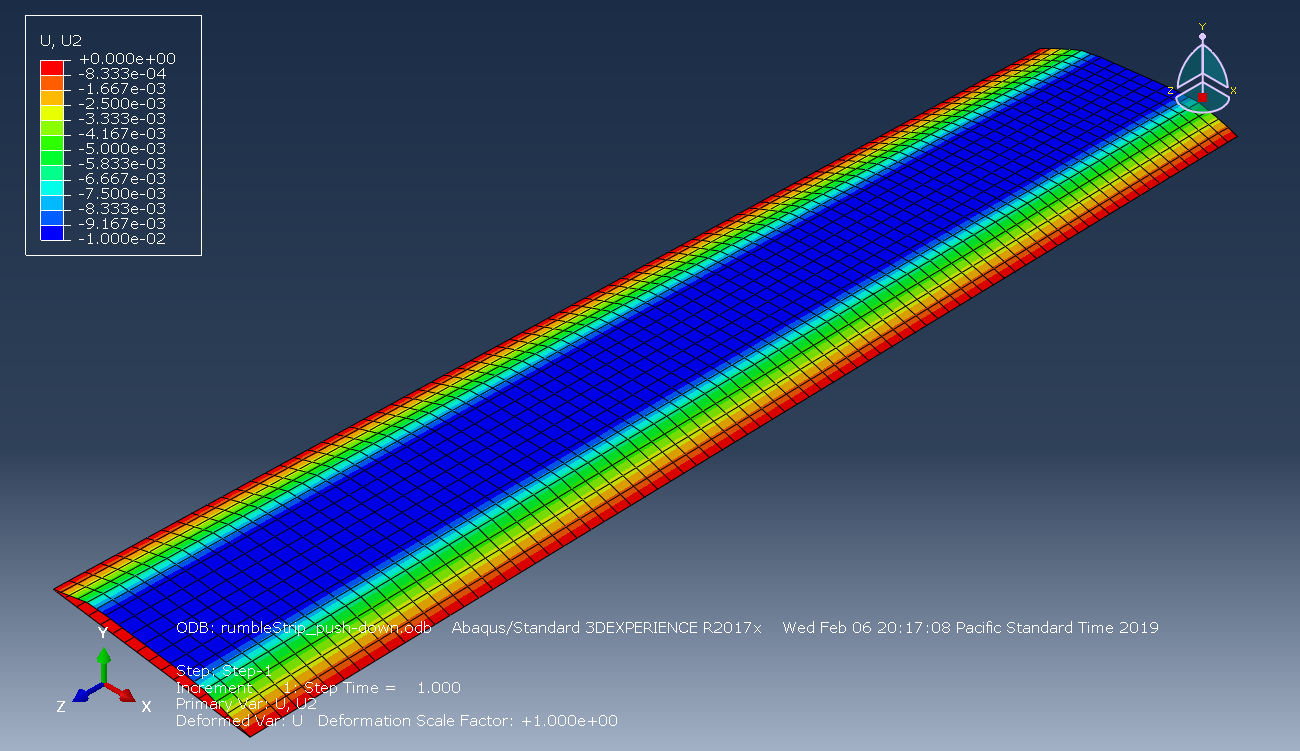 U, U2
+0.000e+00
-8.333e-04
-1.667e-03
-2.500e-03
-3.333e-03
-4.167e-03
-5.000e-03
-5.833e-03
-6.667e-03
-7.500e-03
-8.333e-03
-9.167e-03
-1.000e-02
Y
Z X
Y
Z X
ODB: rumbleStrip_push-down.odb Abaqus/Standard 3DEXPERIENCE R2017x Wed Feb 06 20:17:08 Pacific Standard Time 2019
Step: Step-1
Increment 1: Step Time = 1.000
Primary Var: U, U2
Deformed Var: U Deformation Scale Factor: +1.000e+00